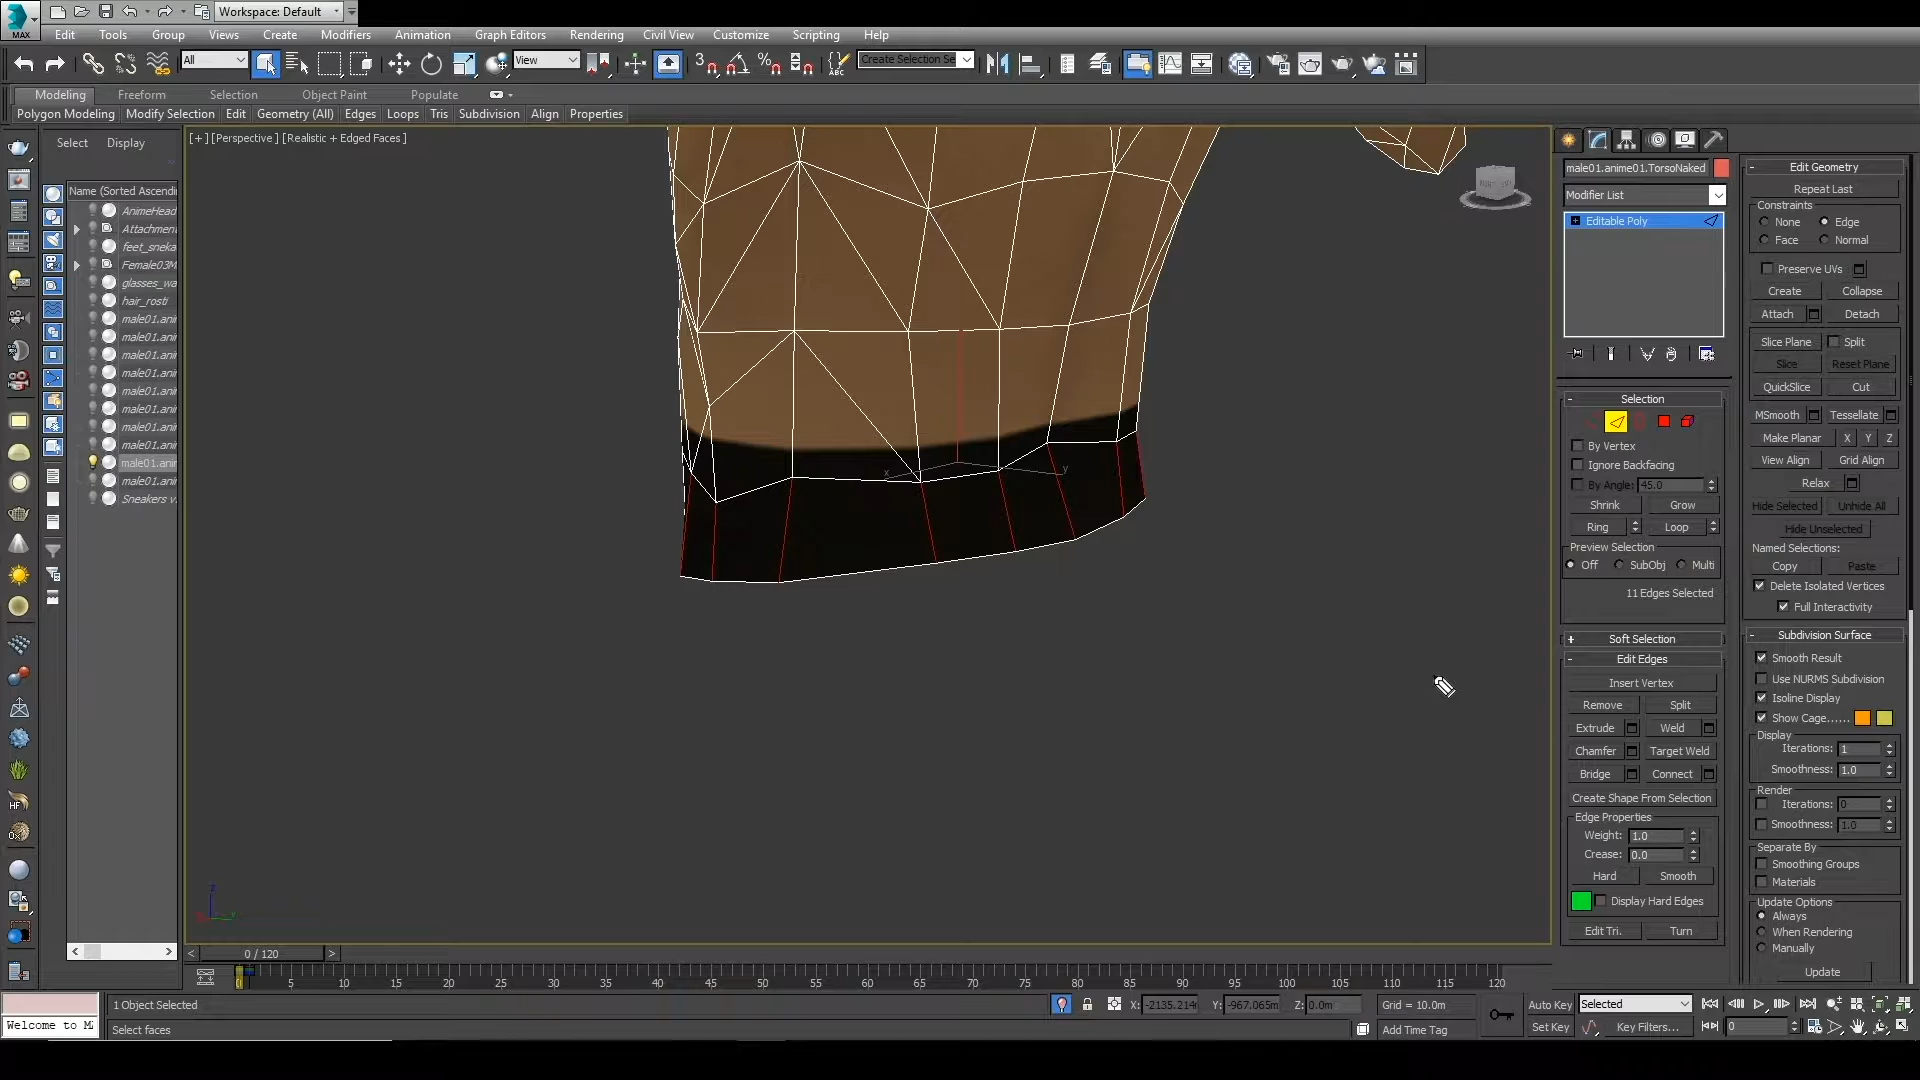 MAX
Workspace: Default
Edit Tools Group Views Create Modifiers Animation Graph Editors Rendering Civil View Customize Scripting Help
All
View
Create Selection Se
Modeling Freeform Selection Object Paint Populate
Polygon Modeling Modify Selection Edit Geometry (All) Edges Loops Tris Subdivision Align Properties
Select Display
Name (Sorted Ascendin
AnimeHead
Attachment
feet_sneka
Female03M
glasses_wa
hair_rosti
male01.ani
male01.ani
male01.ani
male01.ani
male01.ani
male01.ani
male01.ani
male01.ani
male01.ani
male01.ani
Sneakers v
[+] [Perspective] [Realistic + Edged Faces]
x y
z
male01.anime01.TorsoNaked
Modifier List
Editable Poly
Selection
By Vertex
Ignore Backfacing
By Angle: 45.0
Shrink Grow
Ring Loop
Preview Selection
Off SubObj Multi
11 Edges Selected
Soft Selection
Edit Edges
Insert Vertex
Remove Split
Extrude Weld
Chamfer Target Weld
Bridge Connect
Create Shape From Selection
Edge Properties
Weight: 1.0
Crease: 0.0
Hard Smooth
Display Hard Edges
Edit Tri. Turn
Edit Geometry
Repeat Last
Constraints
None Edge
Face Normal
Preserve UVs
Create Collapse
Attach Detach
Slice Plane Split
Slice Reset Plane
QuickSlice Cut
MSmooth Tessellate
Make Planar X Y Z
View Align Grid Align
Relax
Hide Selected Unhide All
Hide Unselected
Named Selections:
Copy Paste
Delete Isolated Vertices
Full Interactivity
Subdivision Surface
Smooth Result
Use NURMS Subdivision
Isoline Display
Show Cage......
Display
Iterations: 1
Smoothness: 1.0
Render
Iterations: 0
Smoothness: 1.0
Separate By
Smoothing Groups
Materials
Update Options
Always
When Rendering
Manually
Update
0 / 120
5 10 15 20 25 30 35 40 45 50 55 60 65 70 75 80 85 90 95 100 105 110 115 120
1 Object Selected
X: -2135.214 Y: -967.065m Z: 0.0m Grid = 10.0m
Auto Key Selected
Welcome to M
Select faces
Add Time Tag
Set Key Key Filters... 0